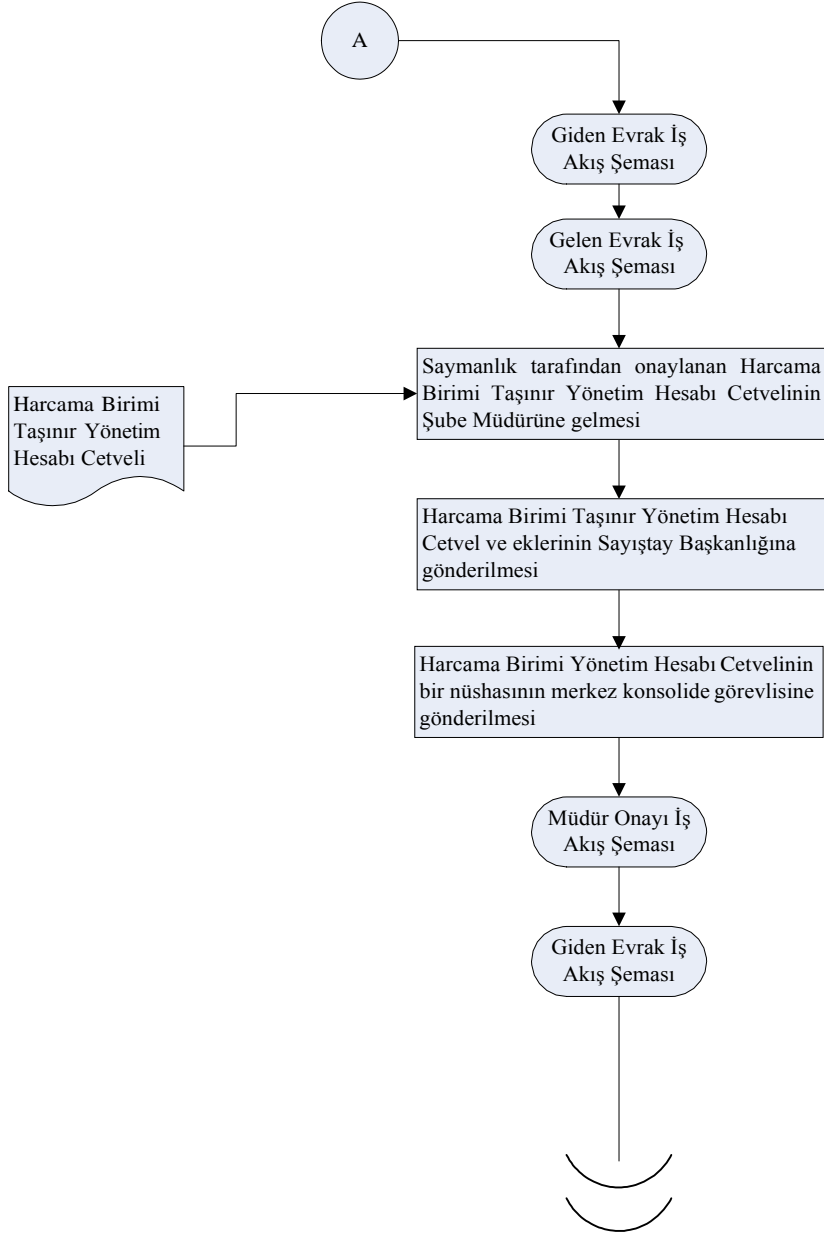 A
Giden Evrak İş
Akış Şeması
Gelen Evrak İş
Akış Şeması
Saymanlık tarafından onaylanan Harcama
Birimi Taşınır Yönetim Hesabı Cetvelinin
Şube Müdürüne gelmesi
Harcama Birimi
Taşınır Yönetim
Hesabı Cetveli
Harcama Birimi Taşınır Yönetim Hesabı
Cetvel ve eklerinin Sayıştay Başkanlığına
gönderilmesi
Harcama Birimi Yönetim Hesabı Cetvelinin
bir nüshasının merkez konsolide görevlisine
gönderilmesi
Müdür Onayı İş
Akış Şeması
Giden Evrak İş
Akış Şeması